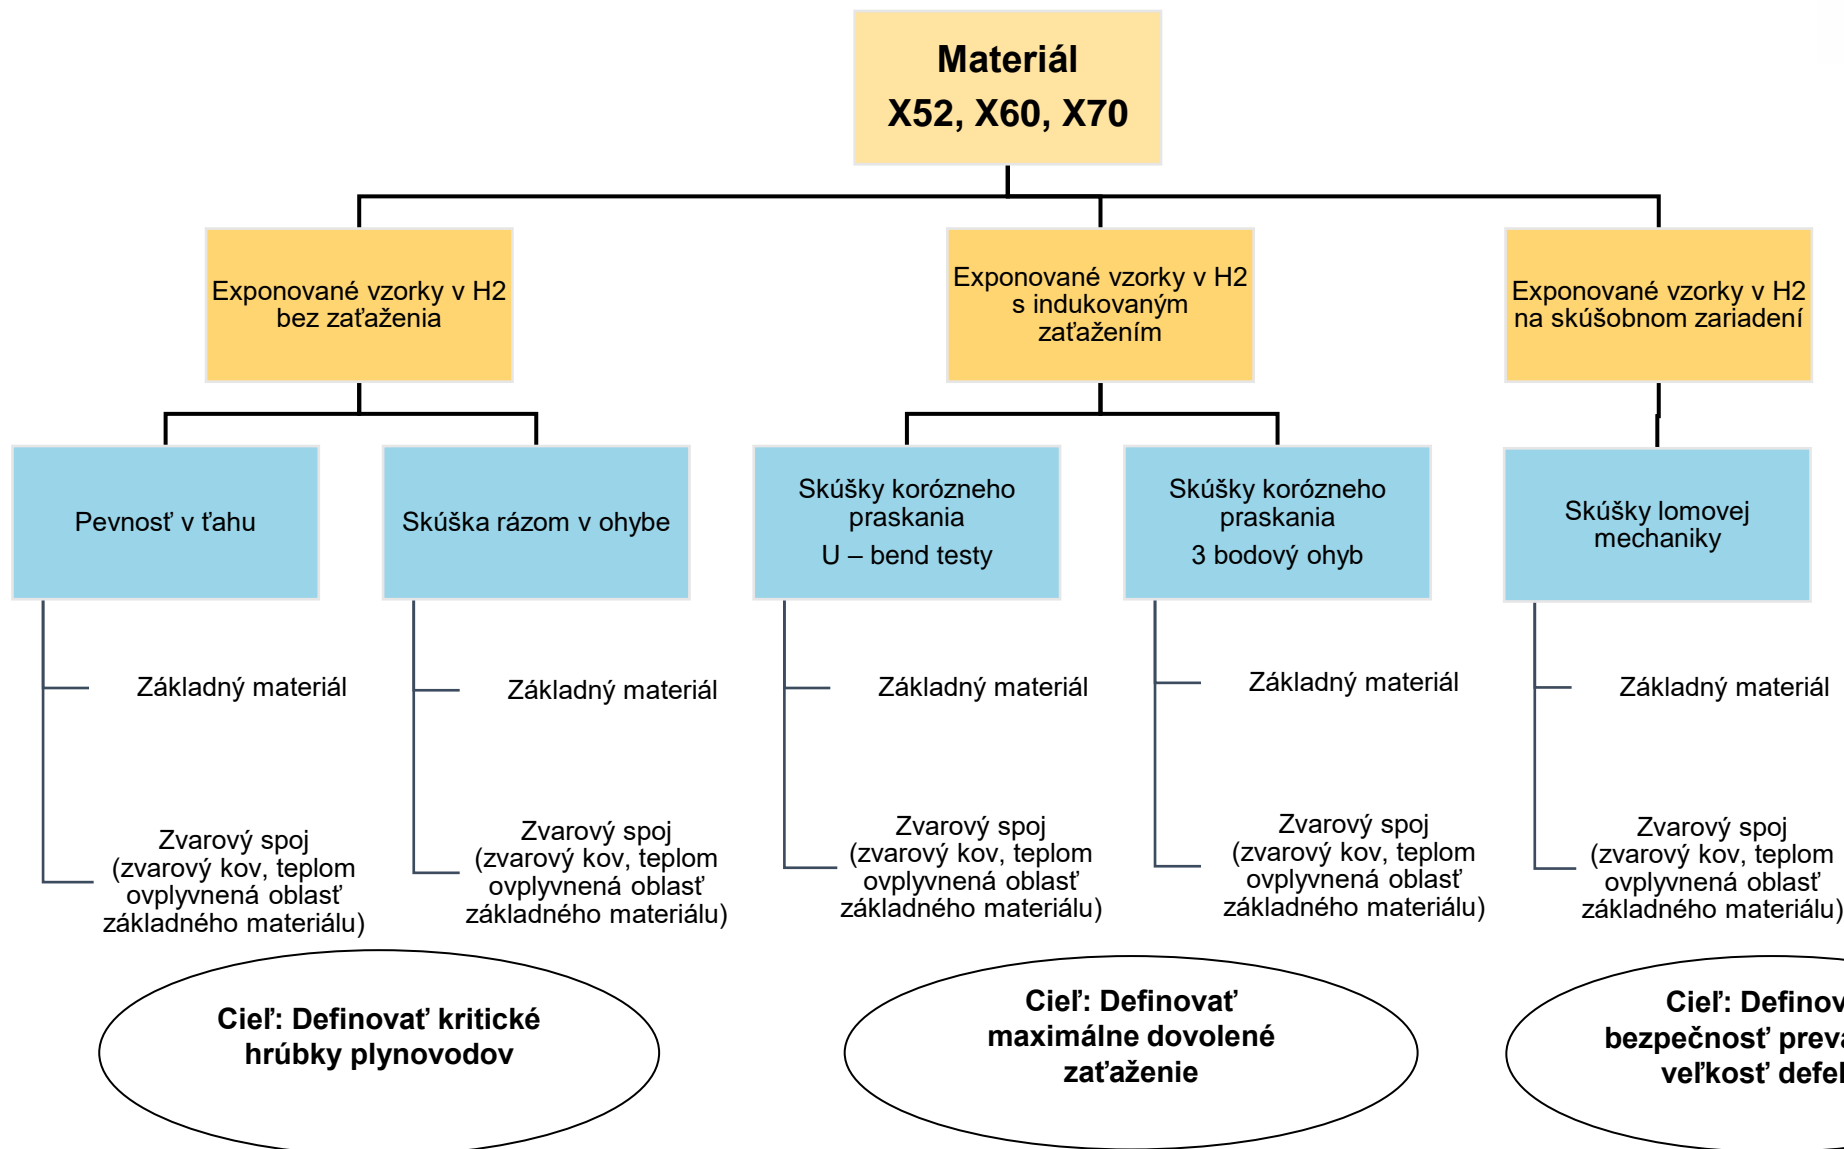 Materiál
X52, X60, X70
Exponované vzorky v H2
bez zaťaženia
Exponované vzorky v H2
s indukovaným
zaťažením
Exponované vzorky v H2
na skúšobnom zariadení
Pevnosť v ťahu
Skúška rázom v ohybe
Skúšky korózneho
praskania
U – bend testy
Skúšky korózneho
praskania
3 bodový ohyb
Skúšky lomovej
mechaniky
Základný materiál
Základný materiál
Základný materiál
Základný materiál
Základný materiál
Zvarový spoj
(zvarový kov, teplom
ovplyvnená oblasť
základného materiálu)
Zvarový spoj
(zvarový kov, teplom
ovplyvnená oblasť
základného materiálu)
Zvarový spoj
(zvarový kov, teplom
ovplyvnená oblasť
základného materiálu)
Zvarový spoj
(zvarový kov, teplom
ovplyvnená oblasť
základného materiálu)
Zvarový spoj
(zvarový kov, teplom
ovplyvnená oblasť
základného materiálu)
Cieľ: Definovať kritické
hrúbky plynovodov
Cieľ: Definovať
maximálne dovolené
zaťaženie
Cieľ:
bezpečnosť
veľkosť